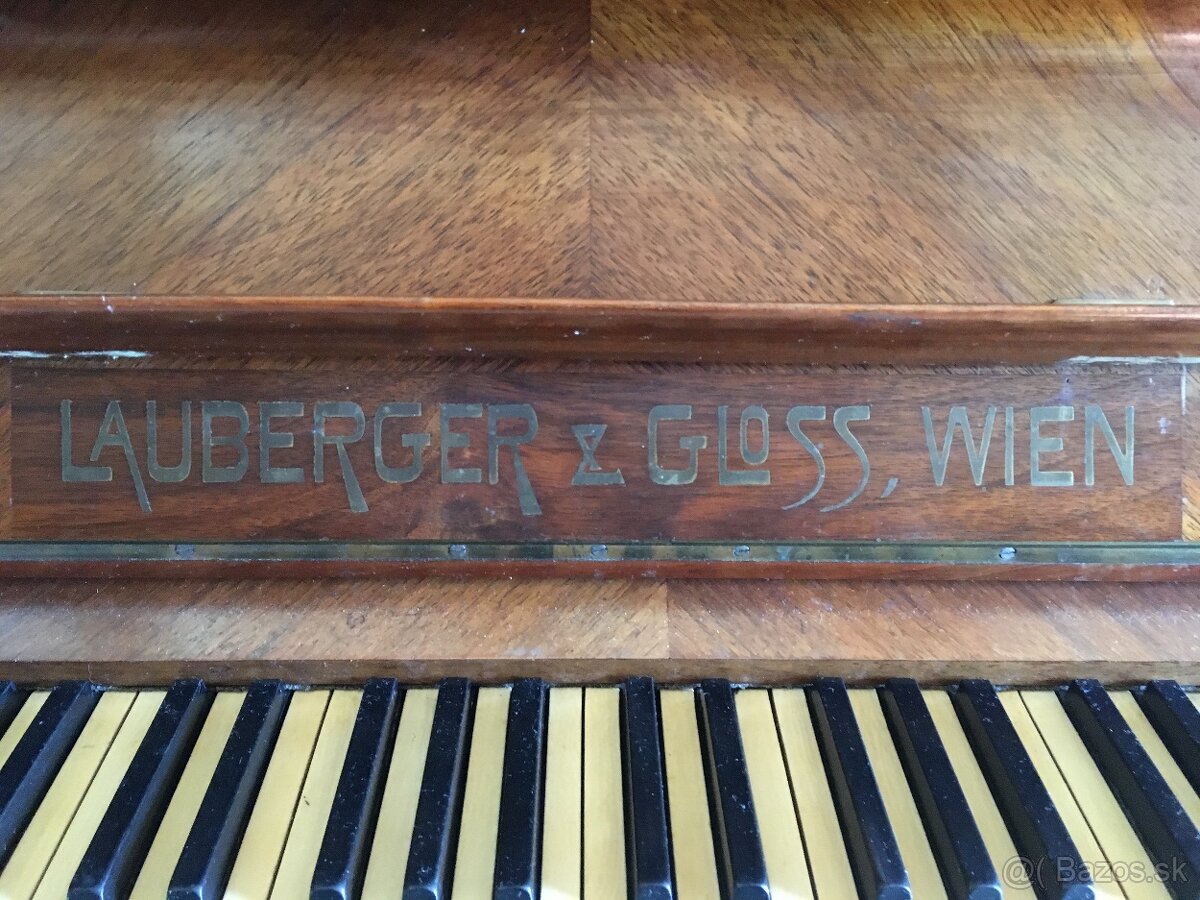 LAUBERGER & GLOSS, WIEN
@( ) Bazos.sk